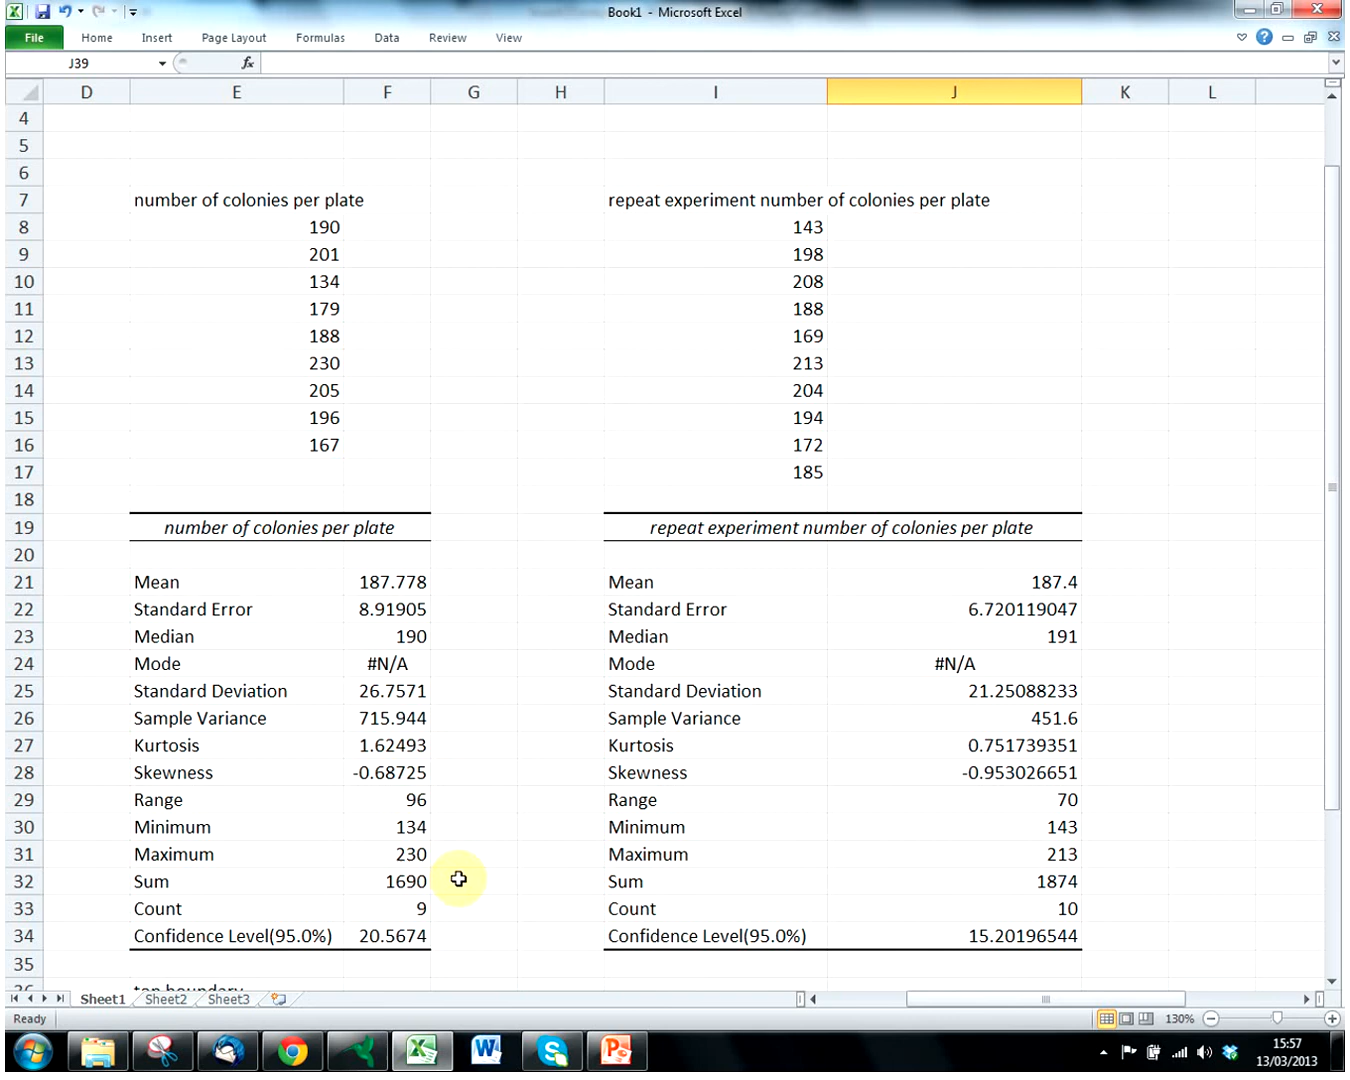 Book1 - Microsoft Excel
File Home Insert Page Layout Formulas Data Review View
J39 fx
D E F G H I J K L
4
5
6
7 number of colonies per plate repeat experiment number of colonies per plate
8 190 143
9 201 198
10 134 208
11 179 188
12 188 169
13 230 213
14 205 204
15 196 194
16 167 172
17 185
18
19 number of colonies per plate repeat experiment number of colonies per plate
20
21 Mean 187.778 Mean 187.4
22 Standard Error 8.91905 Standard Error 6.720119047
23 Median 190 Median 191
24 Mode #N/A Mode #N/A
25 Standard Deviation 26.7571 Standard Deviation 21.25088233
26 Sample Variance 715.944 Sample Variance 451.6
27 Kurtosis 1.62493 Kurtosis 0.751739351
28 Skewness -0.68725 Skewness -0.953026651
29 Range 96 Range 70
30 Minimum 134 Minimum 143
31 Maximum 230 Maximum 213
32 Sum 1690 Sum 1874
33 Count 9 Count 10
34 Confidence Level(95.0%) 20.5674 Confidence Level(95.0%) 15.20196544
35
36 top boundary
Sheet1 Sheet2 Sheet3
Ready 130%
15:57
13/03/2013